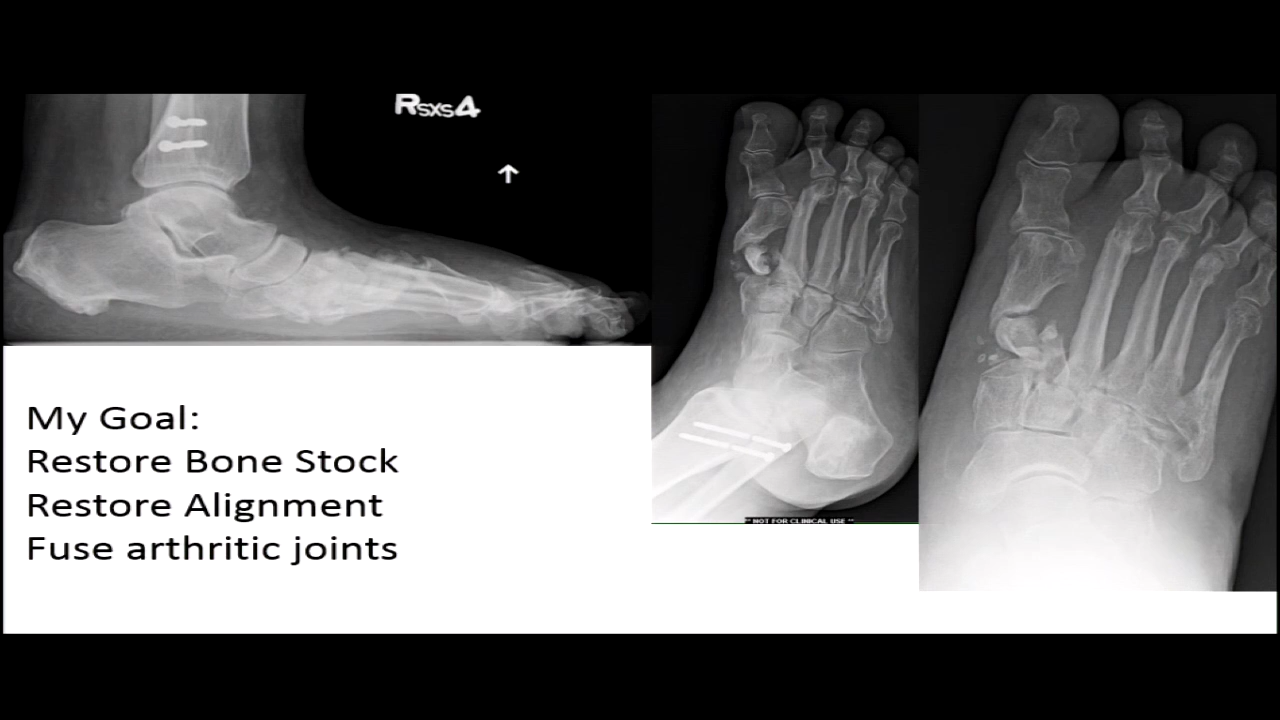 RSXS4
My Goal:
Restore Bone Stock
Restore Alignment
Fuse arthritic joints
** NOT FOR CLINICAL USE **